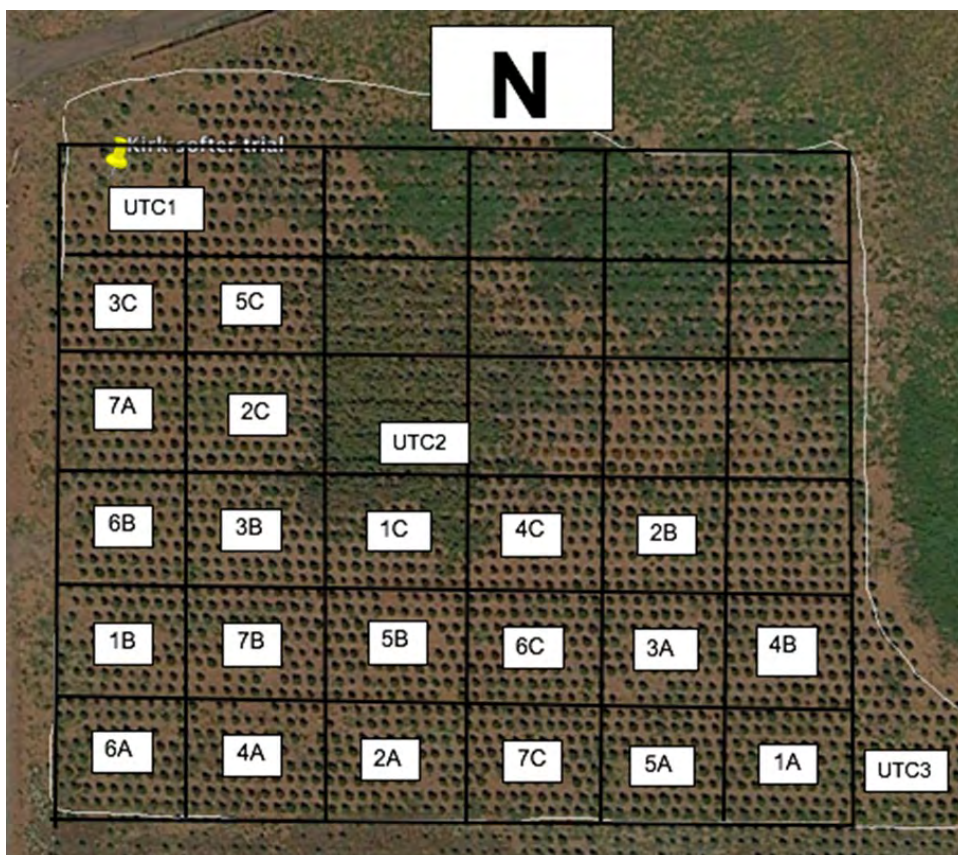 N
Kirk softer trial
UTC1
3C 5C
7A 2C
UTC2
6B 3B 1C 4C 2B
1B 7B 5B 6C 3A 4B
6A 4A 2A 7C 5A 1A UTC3